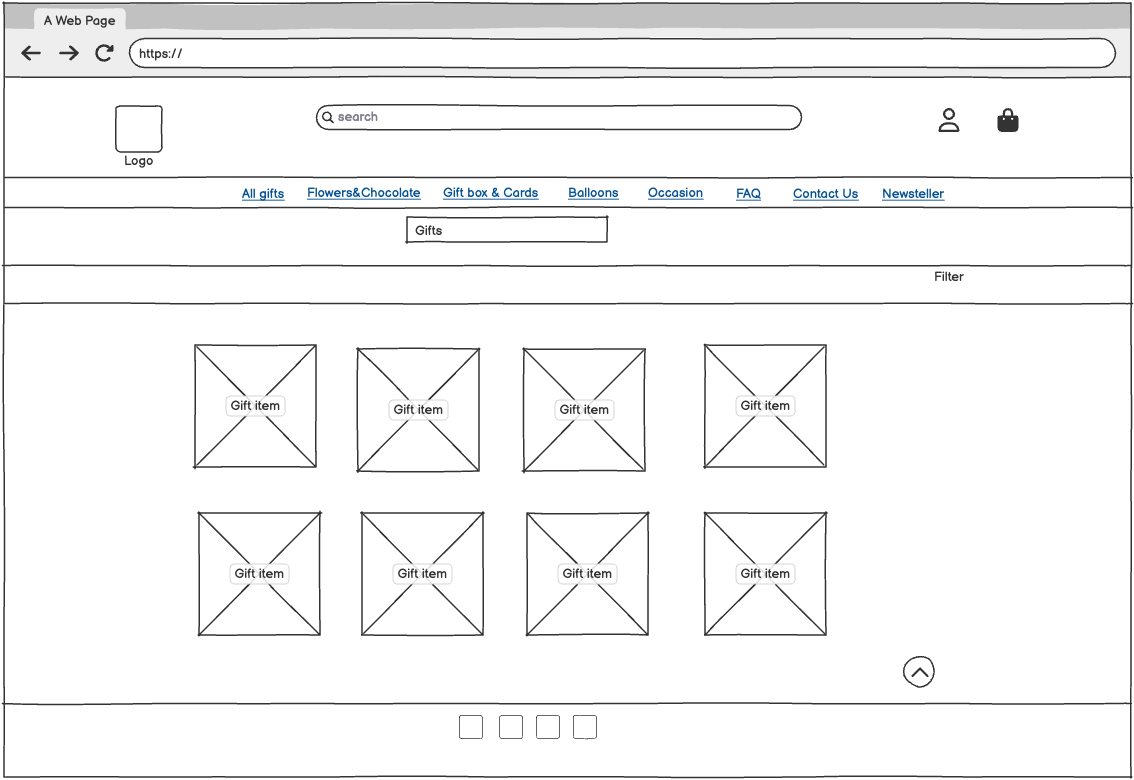 A Web Page
https://
search
Logo
All gifts Flowers&Chocolate Gift box & Cards Balloons Occasion FAQ Contact Us Newsteller
Gifts
Filter
Gift item Gift item Gift item Gift item
Gift item Gift item Gift item Gift item